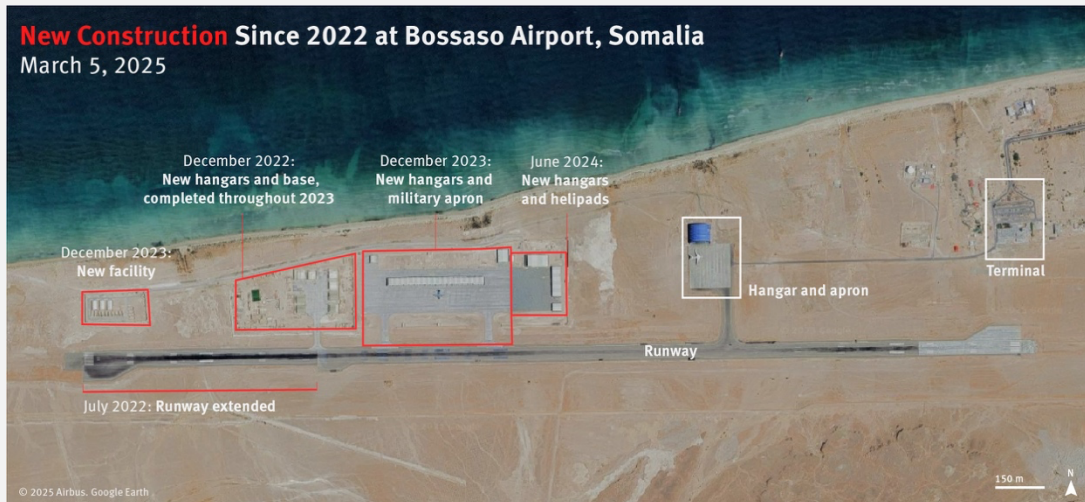 New Construction Since 2022 at Bossaso Airport, Somalia
March 5, 2025
December 2022:
New hangars and base,
completed throughout 2023
December 2023:
New hangars and
military apron
June 2024:
New hangars
and helipads
December 2023:
New facility
Terminal
Hangar and apron
Runway
July 2022: Runway extended
© 2025 Airbus. Google Earth
150 m
N